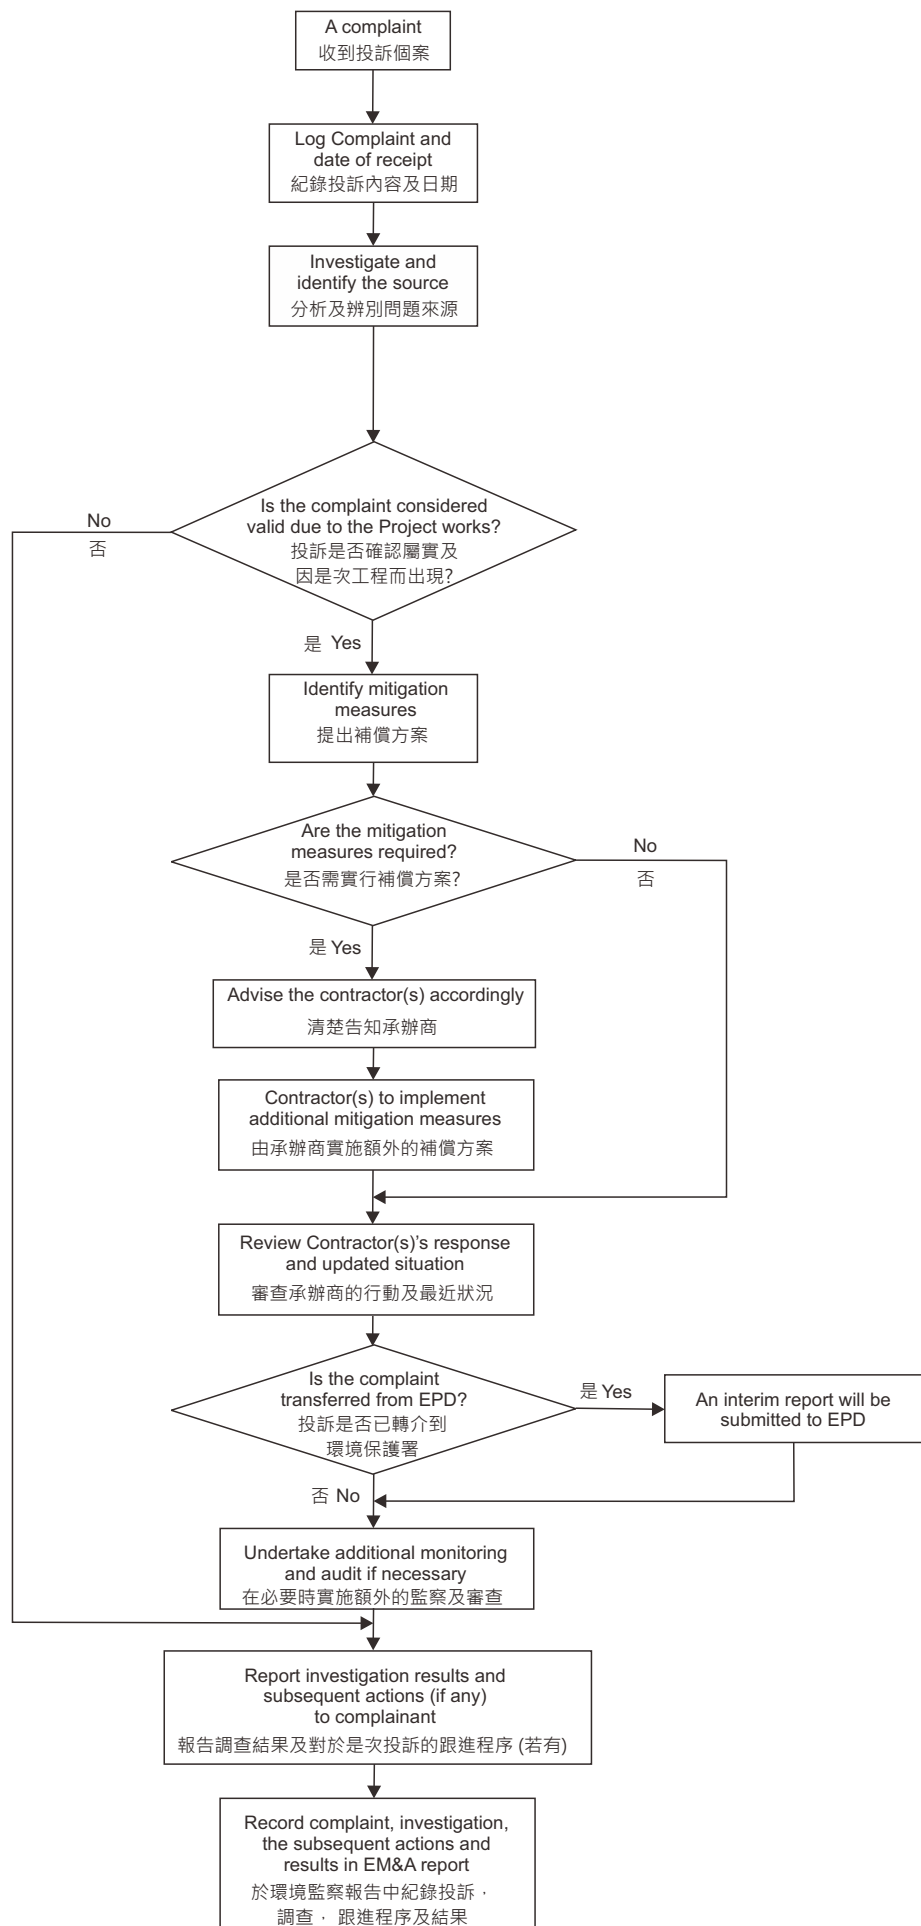 A complaint
收到投訴個案
Log Complaint and
date of receipt
紀錄投訴內容及日期
Investigate and
identify the source
分析及辨別問題來源
Is the complaint considered
valid due to the Project works?
投訴是否確認屬實及
因是次工程而出現?
No
否
是 Yes
Identify mitigation
measures
提出補償方案
Are the mitigation
measures required?
是否需實行補償方案?
No
否
是 Yes
Advise the contractor(s) accordingly
清楚告知承辦商
Contractor(s) to implement
additional mitigation measures
由承辦商實施額外的補償方案
Review Contractor(s)'s response
and updated situation
審查承辦商的行動及最近狀況
Is the complaint
transferred from EPD?
投訴是否已轉介到
環境保護署
是 Yes
An interim report will be
submitted to EPD
否 No
Undertake additional monitoring
and audit if necessary
在必要時實施額外的監察及審查
Report investigation results and
subsequent actions (if any)
to complainant
報告調查結果及對於是次投訴的跟進程序 (若有)
Record complaint, investigation,
the subsequent actions and
results in EM&A report
於環境監察報告中紀錄投訴，
調查， 跟進程序及結果